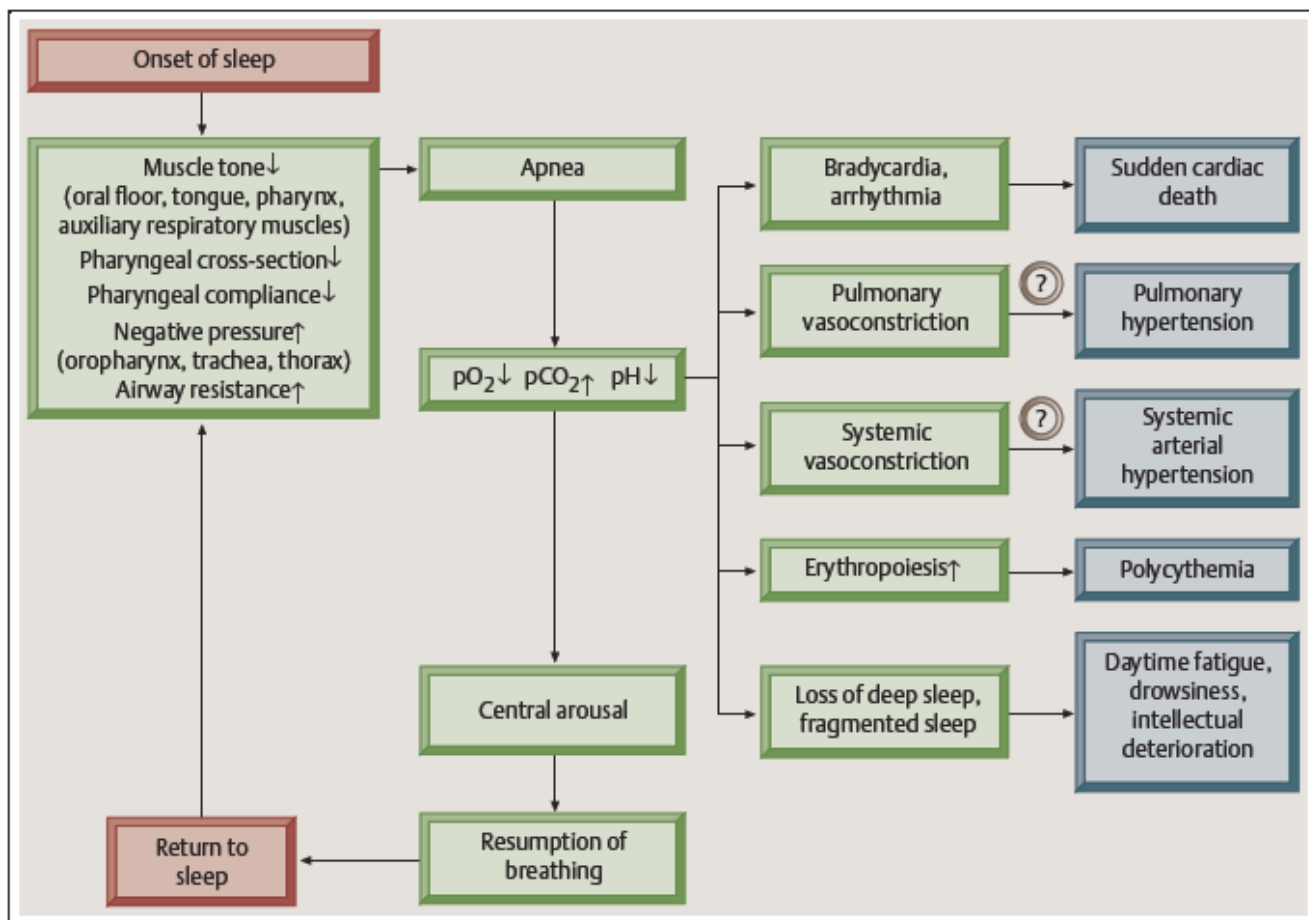 Onset of sleep
Muscle tone↓
(oral floor, tongue, pharynx,
auxiliary respiratory muscles)
Pharyngeal cross-section↓
Pharyngeal compliance↓
Negative pressure↑
(oropharynx, trachea, thorax)
Airway resistance↑
Apnea
pO₂↓ pCO₂↑ pH↓
Central arousal
Resumption of
breathing
Return to
sleep
Bradycardia,
arrhythmia
Sudden cardiac
death
Pulmonary
vasoconstriction
?
Pulmonary
hypertension
Systemic
vasoconstriction
?
Systemic
arterial
hypertension
Erythropoiesis↑
Polycythemia
Loss of deep sleep,
fragmented sleep
Daytime fatigue,
drowsiness,
intellectual
deterioration